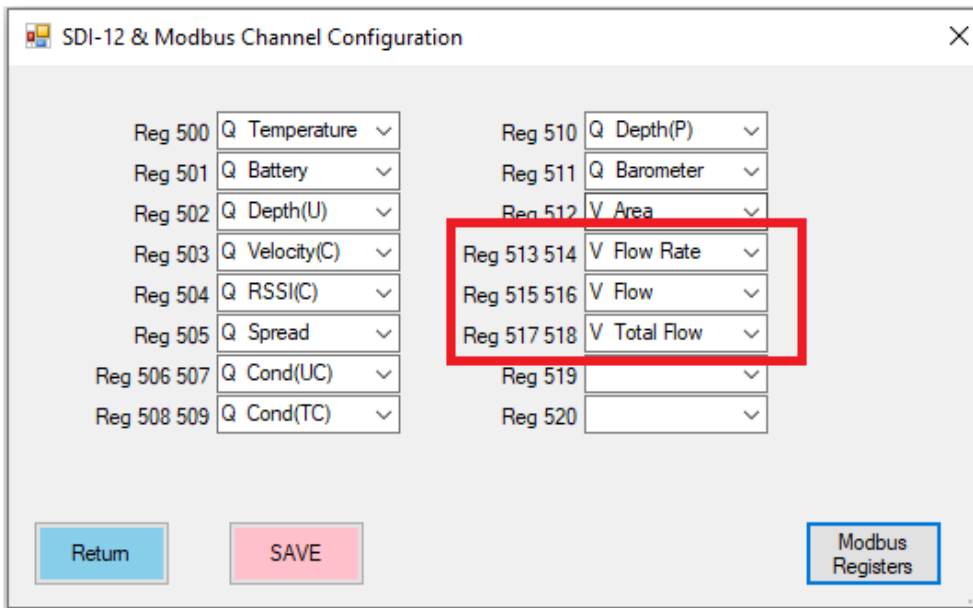 SDI-12 & Modbus Channel Configuration
Reg 500 Q Temperature
Reg 501 Q Battery
Reg 502 Q Depth(U)
Reg 503 Q Velocity(C)
Reg 504 Q RSSI(C)
Reg 505 Q Spread
Reg 506 507 Q Cond(UC)
Reg 508 509 Q Cond(TC)
Reg 510 Q Depth(P)
Reg 511 Q Barometer
Reg 512 V Area
Reg 513 514 V Flow Rate
Reg 515 516 V Flow
Reg 517 518 V Total Flow
Reg 519
Reg 520
Return
SAVE
Modbus
Registers